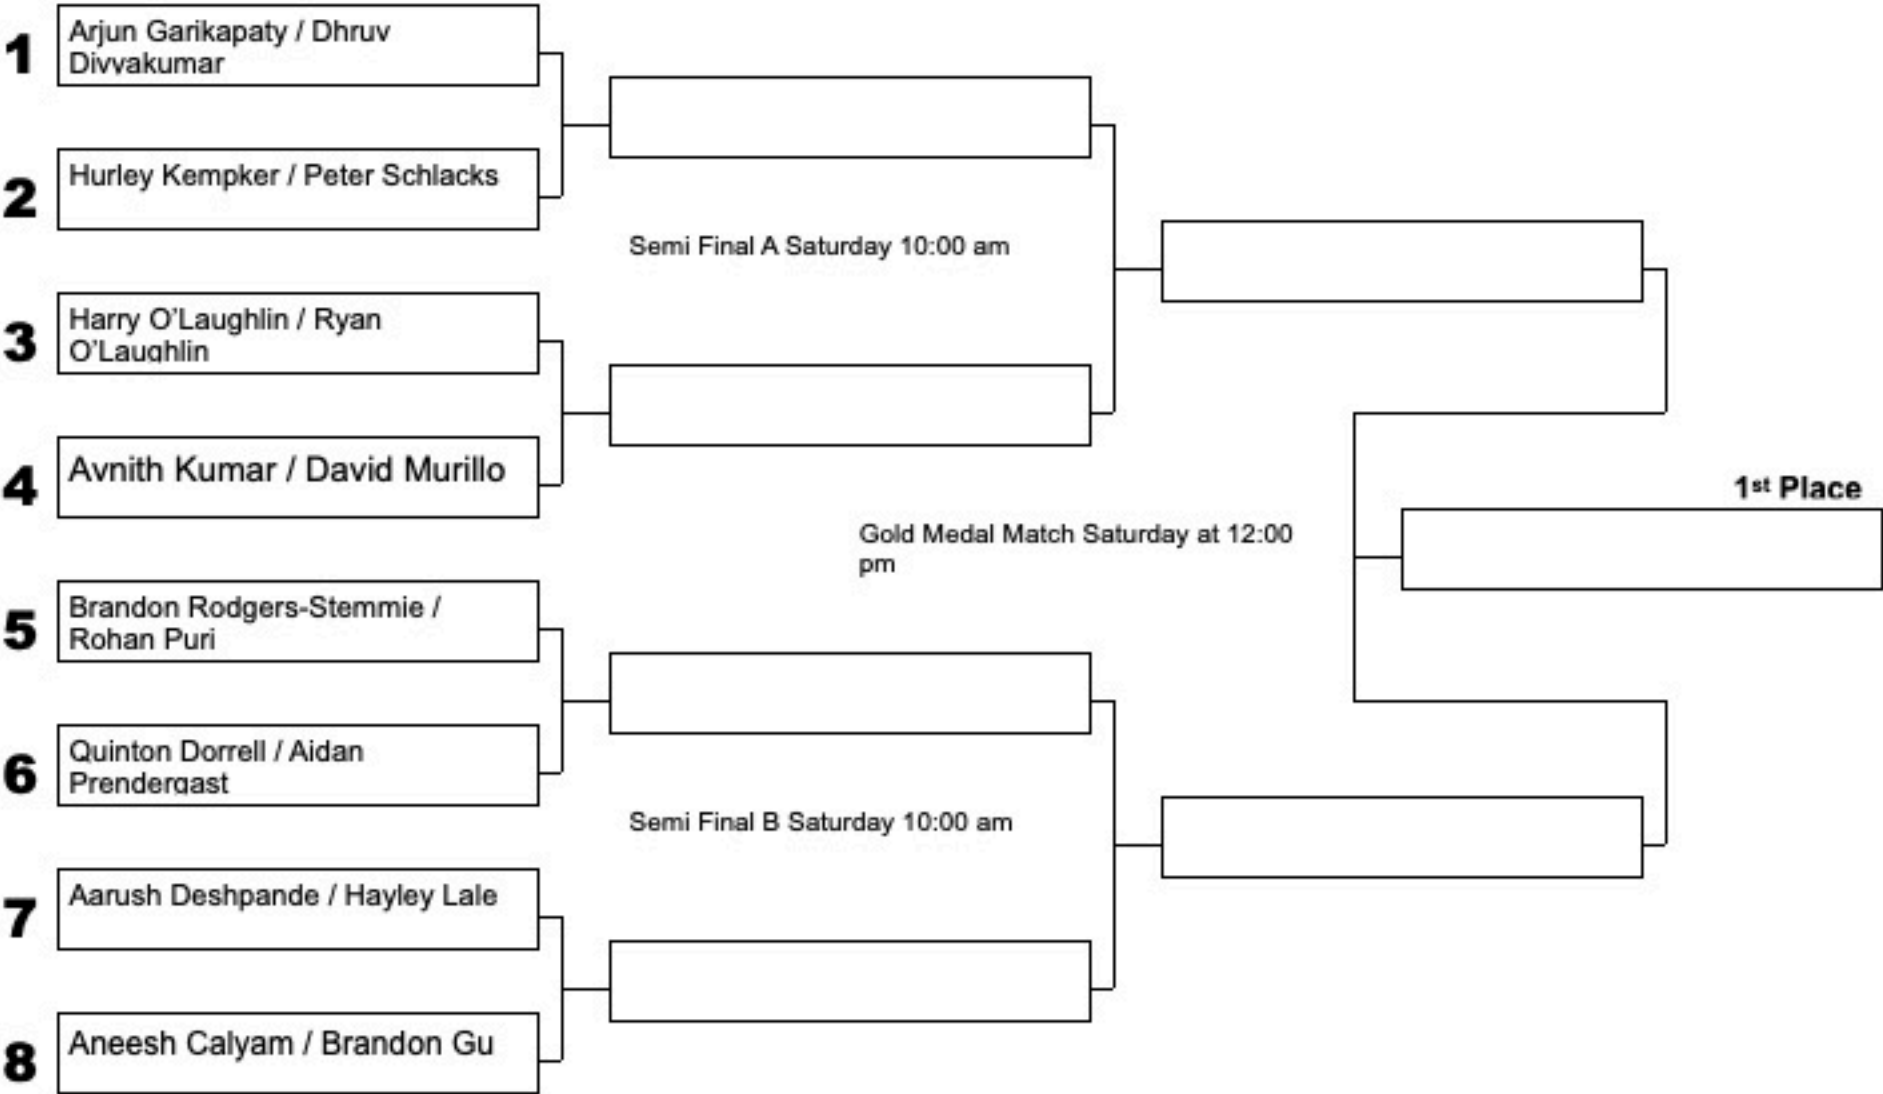 1
Arjun Garikapaty / Dhruv
Divyakumar
2
Hurley Kempker / Peter Schlacks
Semi Final A Saturday 10:00 am
3
Harry O’Laughlin / Ryan
O’Laughlin
4
Avnith Kumar / David Murillo
1st Place
Gold Medal Match Saturday at 12:00
pm
5
Brandon Rodgers-Stemmie /
Rohan Puri
6
Quinton Dorrell / Aidan
Prendergast
Semi Final B Saturday 10:00 am
7
Aarush Deshpande / Hayley Lale
8
Aneesh Calyam / Brandon Gu